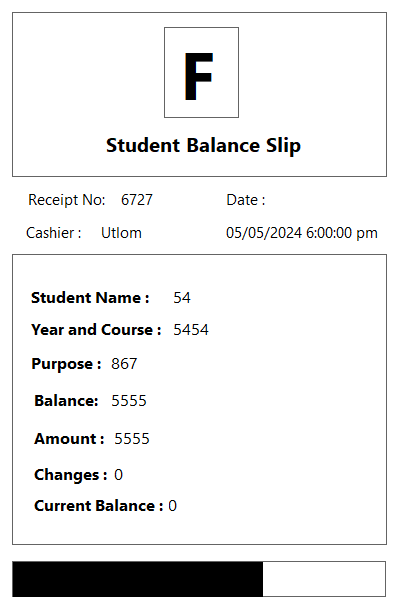 F
Student Balance Slip
Receipt No: 6727 Date :
Cashier : Utlom 05/05/2024 6:00:00 pm
Student Name : 54
Year and Course : 5454
Purpose : 867
Balance: 5555
Amount : 5555
Changes : 0
Current Balance : 0